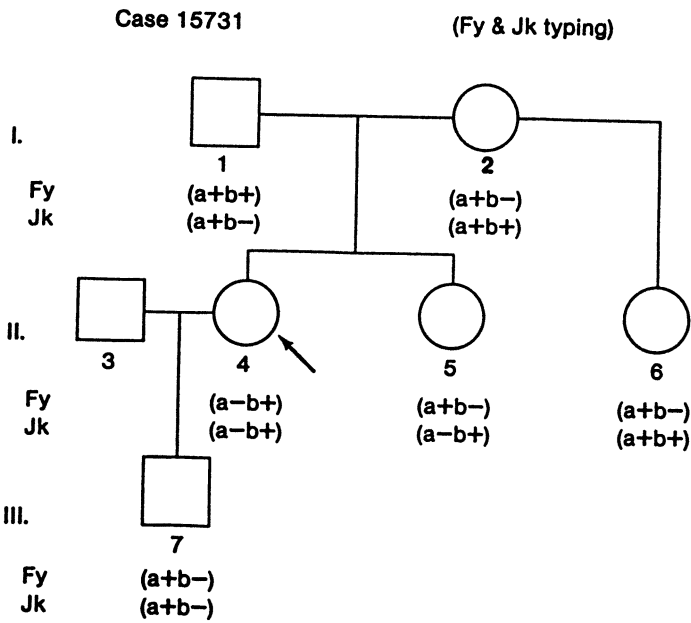 Case 15731 (Fy & Jk typing)
I.
1 2
Fy (a+b+) (a+b−)
Jk (a+b−) (a+b+)
II.
3 4 5 6
Fy (a−b+) (a+b−) (a+b−)
Jk (a−b+) (a−b+) (a+b+)
III.
7
Fy (a+b−)
Jk (a+b−)